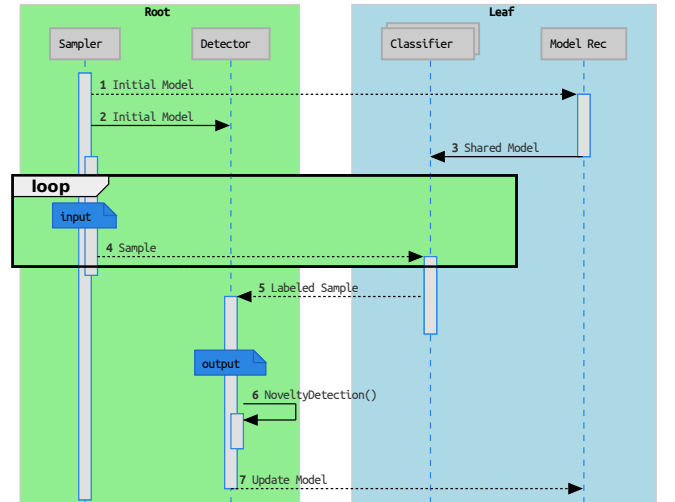 Root
Leaf
Sampler
Detector
Classifier
Model Rec
1 Initial Model
2 Initial Model
3 Shared Model
loop
input
4 Sample
5 Labeled Sample
output
6 NoveltyDetection()
7 Update Model